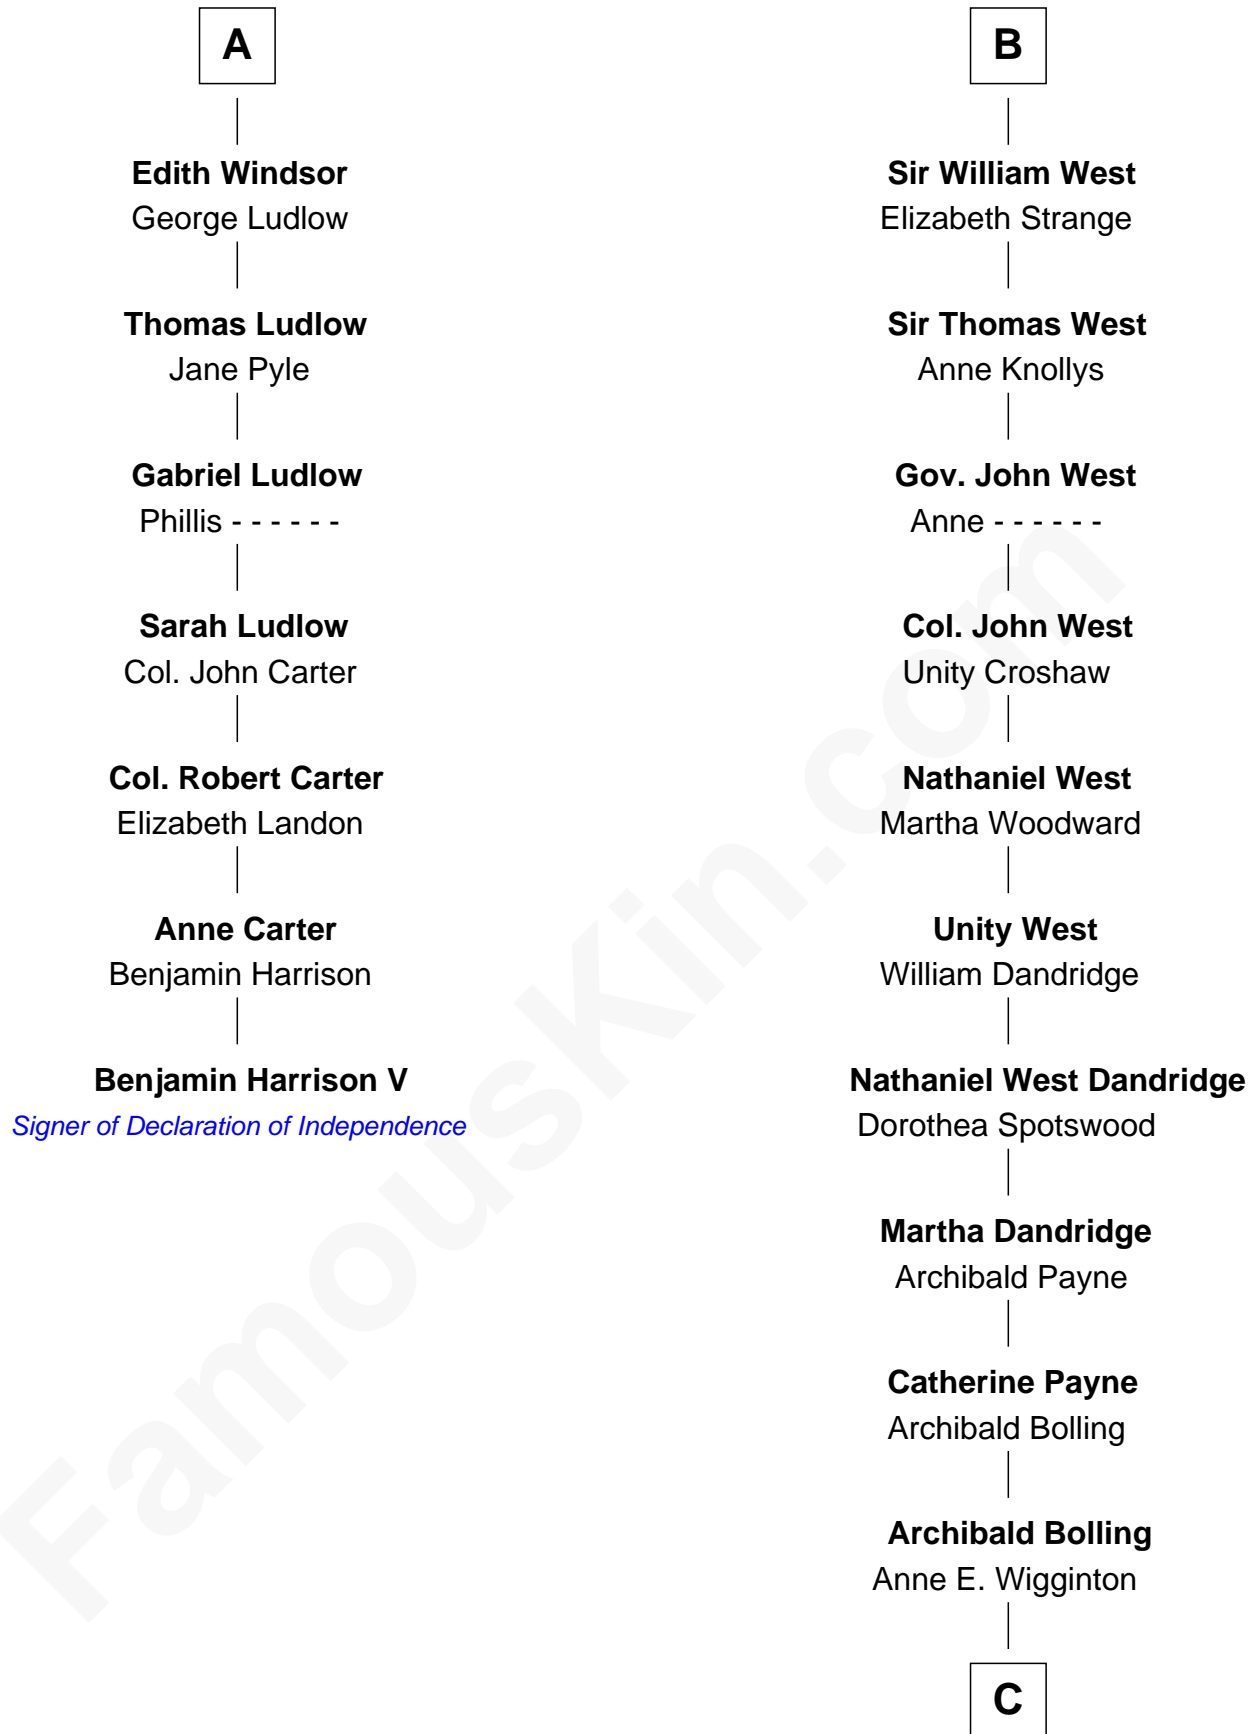 A
Edith Windsor
George Ludlow
Thomas Ludlow
Jane Pyle
Gabriel Ludlow
Phillis - - - - - -
Sarah Ludlow
Col. John Carter
Col. Robert Carter
Elizabeth Landon
Anne Carter
Benjamin Harrison
Benjamin Harrison V
Signer of Declaration of Independence
B
Sir William West
Elizabeth Strange
Sir Thomas West
Anne Knollys
Gov. John West
Anne - - - - - -
Col. John West
Unity Croshaw
Nathaniel West
Martha Woodward
Unity West
William Dandridge
Nathaniel West Dandridge
Dorothea Spotswood
Martha Dandridge
Archibald Payne
Catherine Payne
Archibald Bolling
Archibald Bolling
Anne E. Wigginton
C
FamousKin.com